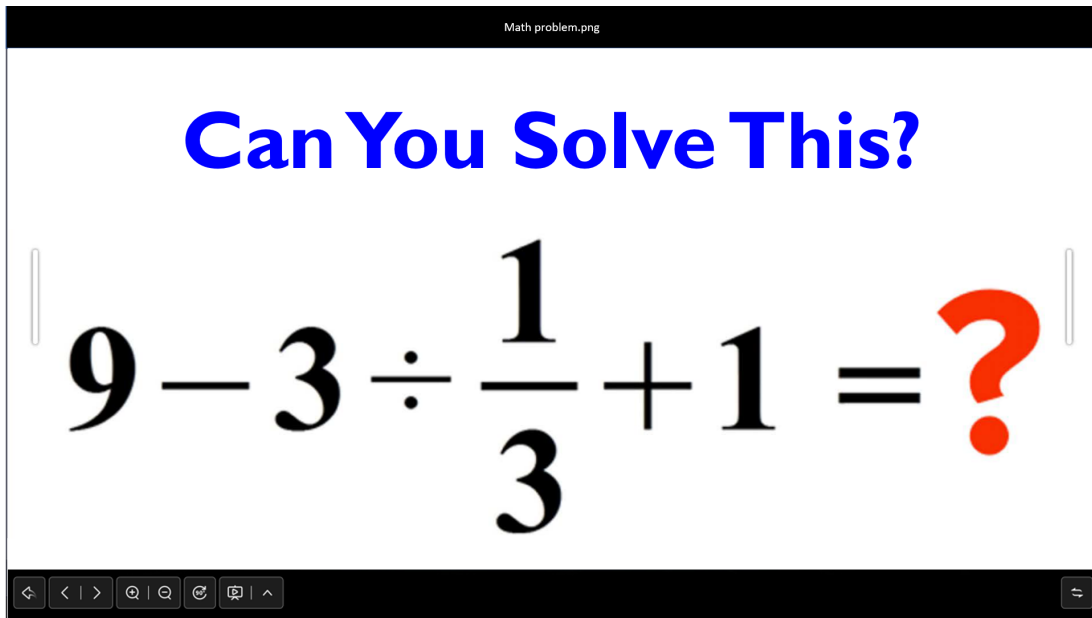 Math problem.png
Can You Solve This?
9 − 3 ÷ 1/3 + 1 = ?